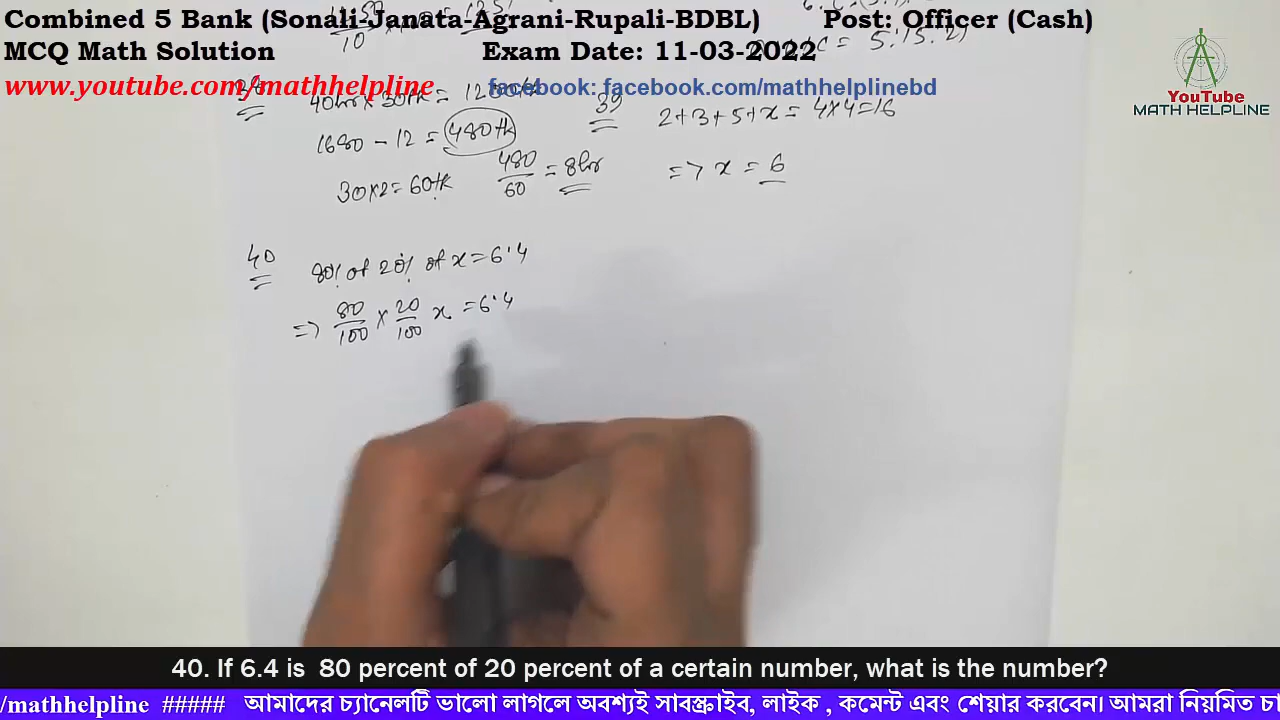 Combined 5 Bank (Sonali-Janata-Agrani-Rupali-BDBL) Post: Officer (Cash)
MCQ Math Solution Exam Date: 11-03-2022
www.youtube.com/mathhelpline facebook: facebook.com/mathhelplinebd
YouTube
MATH HELPLINE
1680 - 12 = 480tk
30×2=60tk 480/60 = 8hr
39 2+3+5+x = 4×4=16
=> x = 6
40 80% of 20% of x = 6.4
=> 80/100 × 20/100 x = 6.4
40. If 6.4 is 80 percent of 20 percent of a certain number, what is the number?
/mathhelpline ##### আমাদের চ্যানেলটি ভালো লাগলে অবশ্যই সাবস্ক্রাইব, লাইক , কমেন্ট এবং শেয়ার করবেন। আমরা নিয়মিত চা